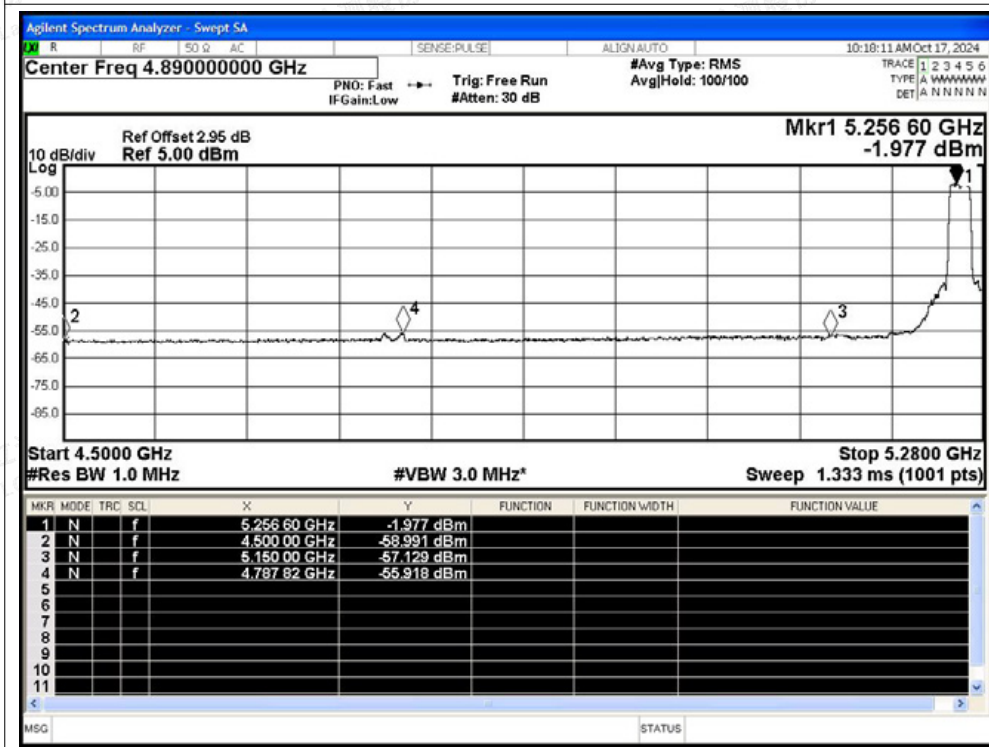 Agilent Spectrum Analyzer - Swept SA
LXI R RF 50 Ω AC SENSE:PULSE ALIGN AUTO 10:18:11 AM Oct 17, 2024
Center Freq 4.890000000 GHz
PNO: Fast
IFGain:Low
Trig: Free Run
#Atten: 30 dB
#Avg Type: RMS
Avg|Hold: 100/100
TRACE 1 2 3 4 5 6
TYPE A WWWWW
DET A N N N N N
Mkr1 5.256 60 GHz
-1.977 dBm
Ref Offset 2.95 dB
10 dB/div Ref 5.00 dBm
Log
1
-5.00
-15.0
-25.0
-35.0
-45.0
2 4 3
-55.0
-65.0
-75.0
-85.0
Start 4.5000 GHz Stop 5.2800 GHz
#Res BW 1.0 MHz #VBW 3.0 MHz* Sweep 1.333 ms (1001 pts)
MKR MODE TRC SCL X Y FUNCTION FUNCTION WIDTH FUNCTION VALUE
1 N f 5.256 60 GHz -1.977 dBm
2 N f 4.500 00 GHz -58.991 dBm
3 N f 5.150 00 GHz -57.129 dBm
4 N f 4.787 82 GHz -55.918 dBm
5
6
7
8
9
10
11
MSG STATUS